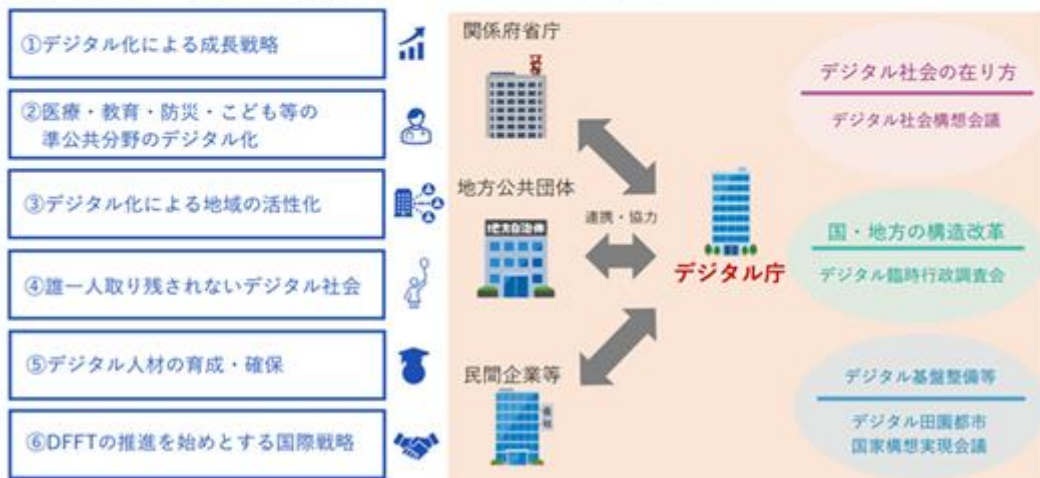 ①デジタル化による成長戦略
②医療・教育・防災・こども等の
準公共分野のデジタル化
③デジタル化による地域の活性化
④誰一人取り残されないデジタル社会
⑤デジタル人材の育成・確保
⑥DFFTの推進を始めとする国際戦略
関係府省庁
地方公共団体
地方自治体
民間企業等
連携・協力
デジタル庁
デジタル社会の在り方
デジタル社会構想会議
国・地方の構造改革
デジタル臨時行政調査会
デジタル基盤整備等
デジタル田園都市
国家構想実現会議